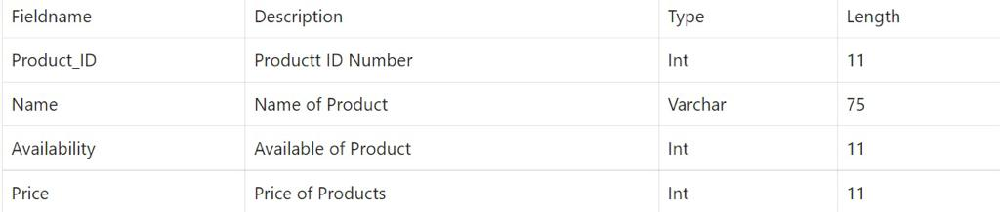 Fieldname Description Type Length
Product_ID Productt ID Number Int 11
Name Name of Product Varchar 75
Availability Available of Product Int 11
Price Price of Products Int 11